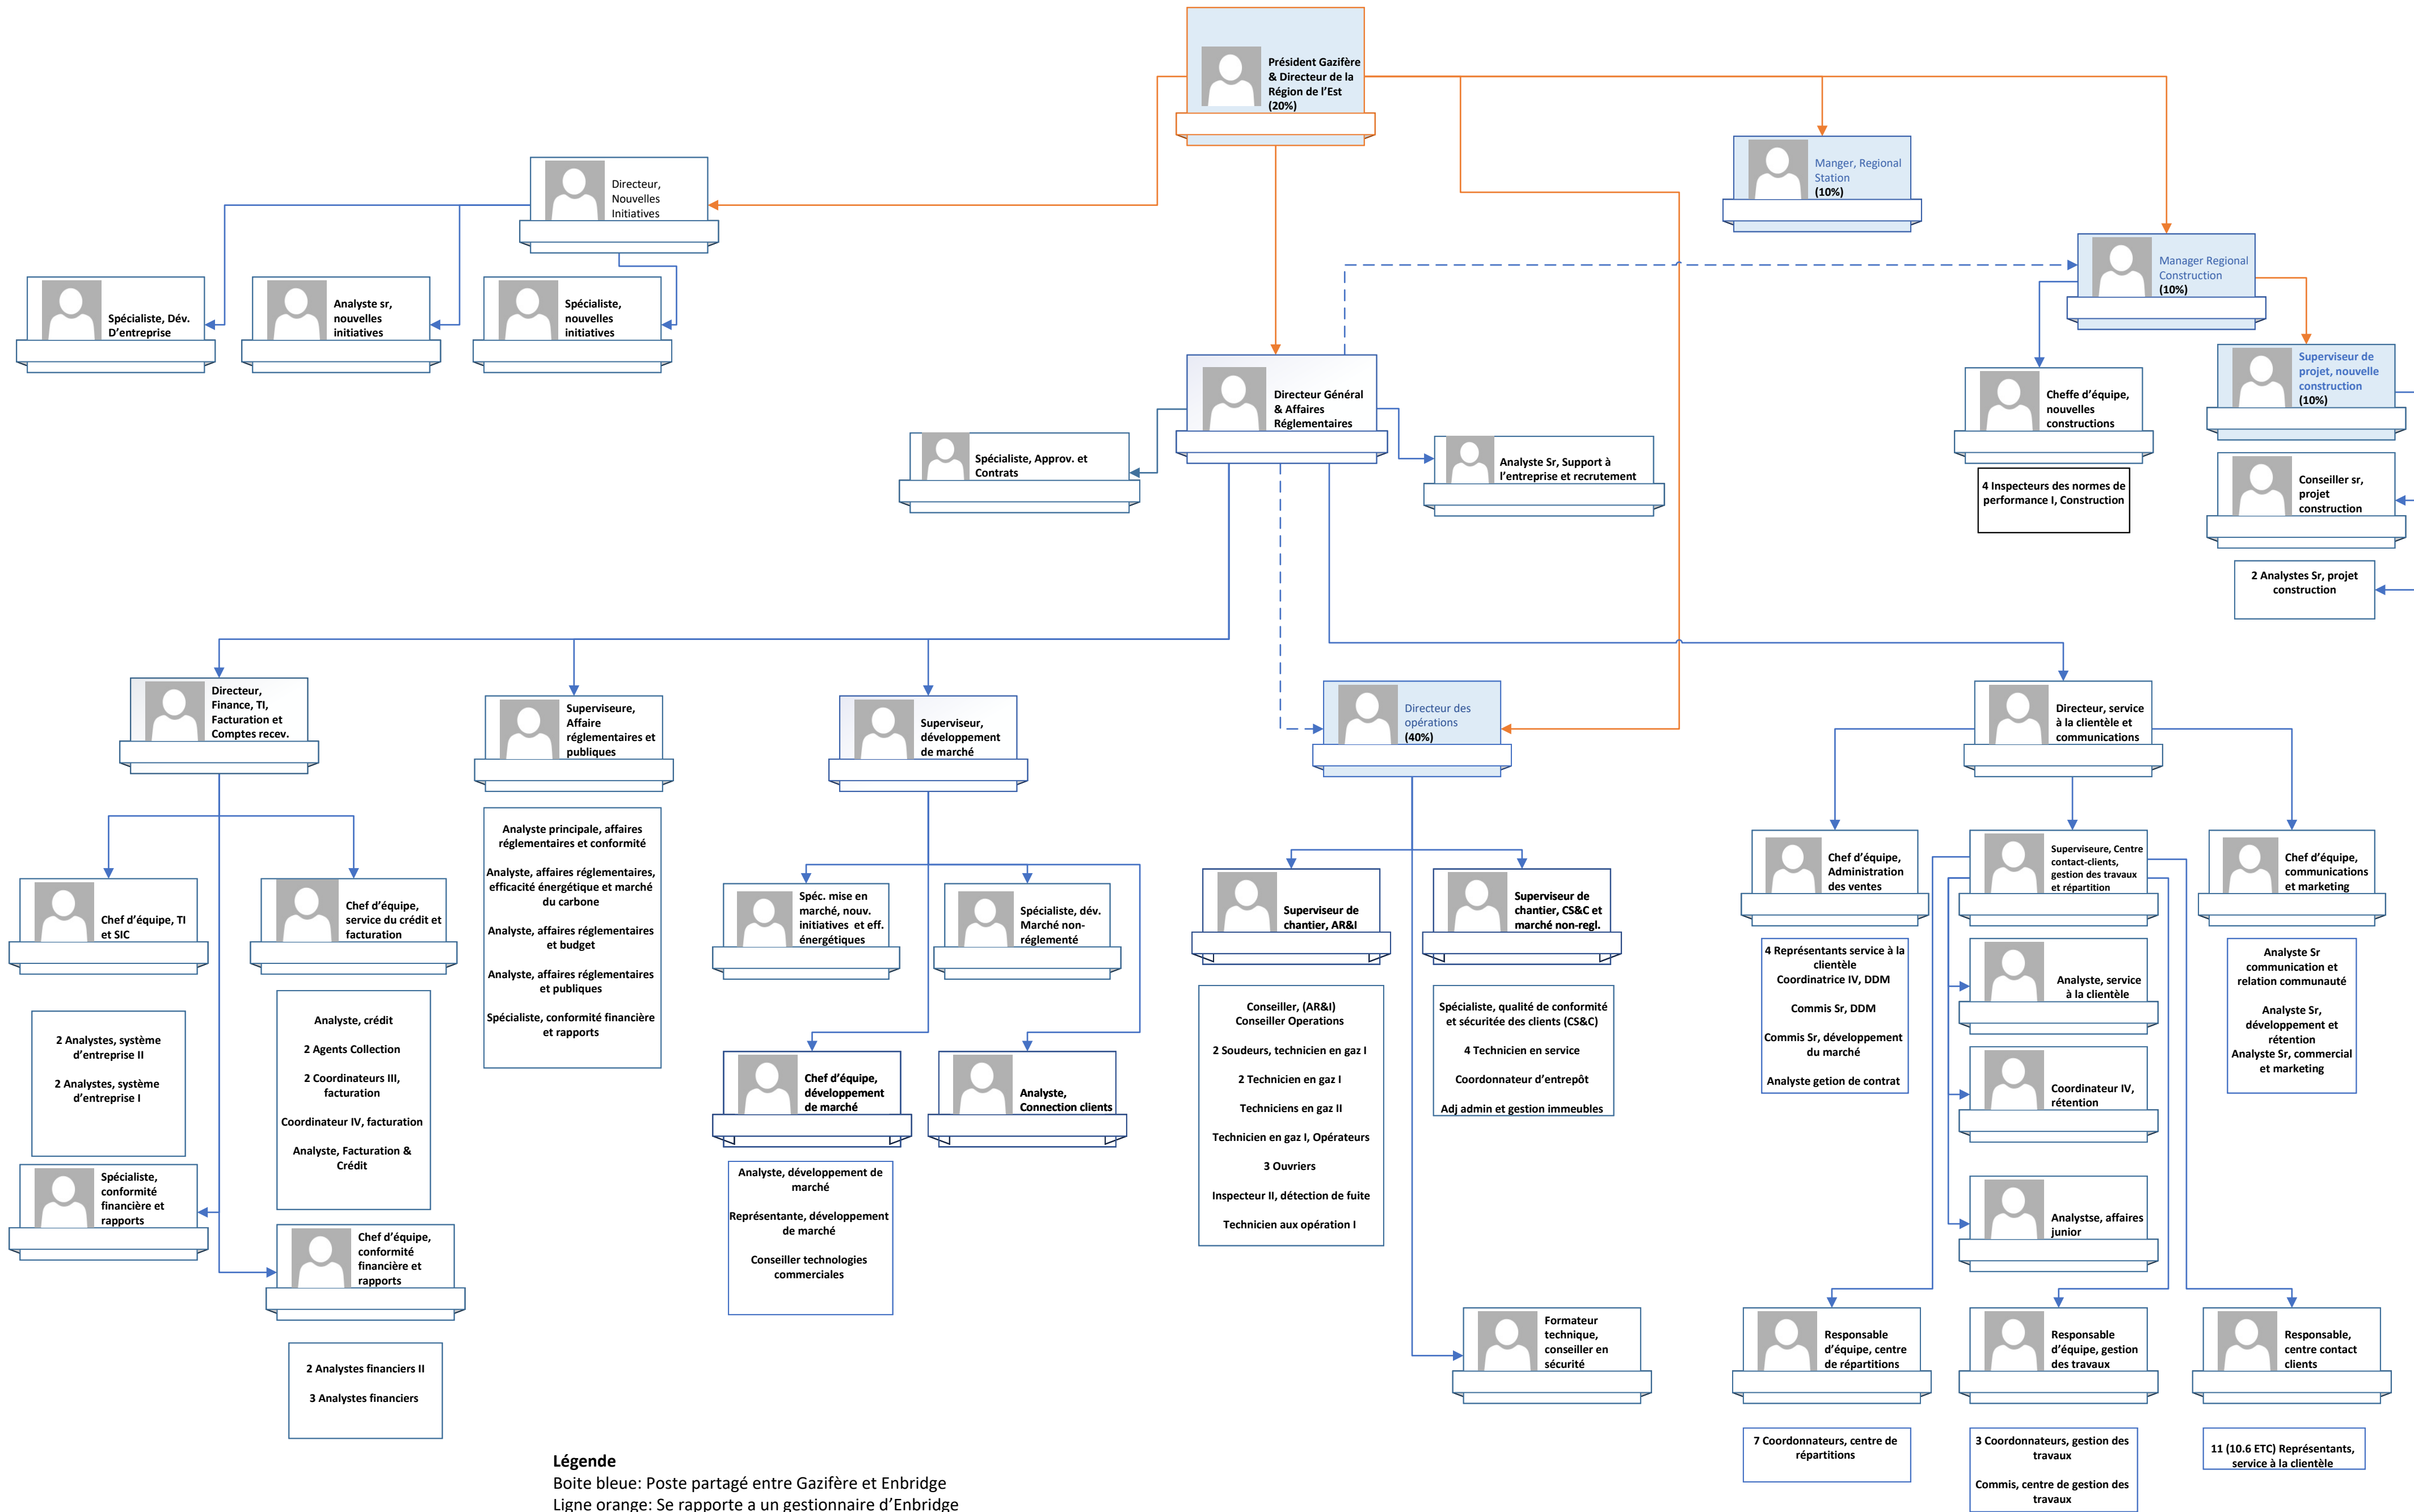 Président Gazifère
& Directeur de la
Région de l'Est
(20%)
Manger, Regional
Station
(10%)
Directeur,
Nouvelles
Initiatives
Manager Regional
Construction
(10%)
Spécialiste, Dév.
D'entreprise
Analyste sr,
nouvelles
initiatives
Spécialiste,
nouvelles
initiatives
Superviseur de
projet, nouvelle
construction
(10%)
Directeur Général
& Affaires
Réglementaires
Cheffe d'équipe,
nouvelles
constructions
Spécialiste, Approv. et
Contrats
Analyste Sr, Support à
l'entreprise et recrutement
4 Inspecteurs des normes de
performance I, Construction
Conseiller sr,
projet
construction
2 Analystes Sr, projet
construction
Directeur,
Finance, TI,
Facturation et
Comptes recev.
Superviseure,
Affaire
réglementaires et
publiques
Superviseur,
développement
de marché
Directeur des
opérations
(40%)
Directeur, service
à la clientèle et
communications
Analyste principale, affaires
réglementaires et conformité
Analyste, affaires réglementaires,
efficacité énergétique et marché
du carbone
Analyste, affaires réglementaires
et budget
Analyste, affaires réglementaires
et publiques
Spécialiste, conformité financière
et rapports
Chef d'équipe, TI
et SIC
Chef d'équipe,
service du crédit et
facturation
Spéc. mise en
marché, nouv.
initiatives  et eff.
énergétiques
Spécialiste, dév.
Marché non-
réglementé
Superviseur de
chantier, AR&I
Superviseur de
chantier, CS&C et
marché non-regl.
Chef d'équipe,
Administration
des ventes
Superviseure, Centre
contact-clients,
gestion des travaux
et répartition
Chef d'équipe,
communications
et marketing
2 Analystes, système
d'entreprise II
2 Analystes, système
d'entreprise I
Analyste, crédit
2 Agents Collection
2 Coordinateurs III,
facturation
Coordinateur IV, facturation
Analyste, Facturation &
Crédit
Conseiller, (AR&I)
Conseiller Operations
2 Soudeurs, technicien en gaz I
2 Technicien en gaz I
Techniciens en gaz II
Technicien en gaz I, Opérateurs
3 Ouvriers
Inspecteur II, détection de fuite
Technicien aux opération I
Spécialiste, qualité de conformité
et sécuritée des clients (CS&C)
4 Technicien en service
Coordonnateur d'entrepôt
Adj admin et gestion immeubles
4 Représentants service à la
clientèle
Coordinatrice IV, DDM
Commis Sr, DDM
Commis Sr, développement
du marché
Analyste getion de contrat
Analyste, service
à la clientèle
Analyste Sr
communication et
relation communauté
Analyste Sr,
développement et
rétention
Analyste Sr, commercial
et marketing
Chef d'équipe,
développement
de marché
Analyste,
Connection clients
Coordinateur IV,
rétention
Spécialiste,
conformité
financière et
rapports
Analyste, développement de
marché
Représentante, développement
de marché
Conseiller technologies
commerciales
Analystse, affaires
junior
Chef d'équipe,
conformité
financière et
rapports
2 Analystes financiers II
3 Analystes financiers
Formateur
technique,
conseiller en
sécurité
Responsable
d'équipe, centre
de répartitions
Responsable
d'équipe, gestion
des travaux
Responsable,
centre contact
clients
7 Coordonnateurs, centre de
répartitions
3 Coordonnateurs, gestion des
travaux
Commis, centre de gestion des
travaux
11 (10.6 ETC) Représentants,
service à la clientèle
Légende
Boite bleue: Poste partagé entre Gazifère et Enbridge
Ligne orange: Se rapporte a un gestionnaire d'Enbridge